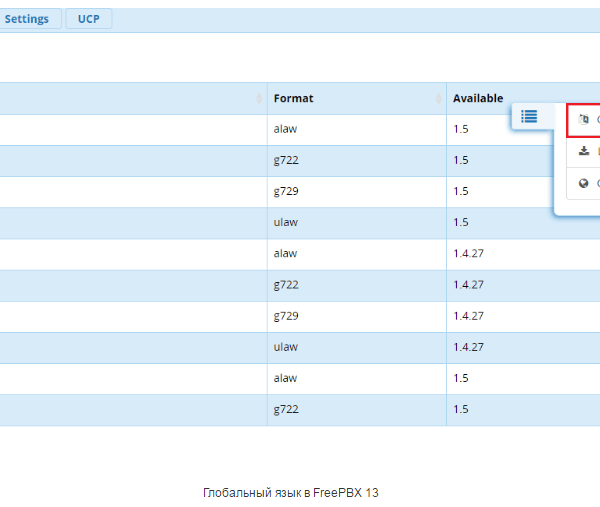 Settings UCP
Format Available
alaw 1.5
g722 1.5
g729 1.5
ulaw 1.5
alaw 1.4.27
g722 1.4.27
g729 1.4.27
ulaw 1.4.27
alaw 1.5
g722 1.5
Глобальный язык в FreePBX 13